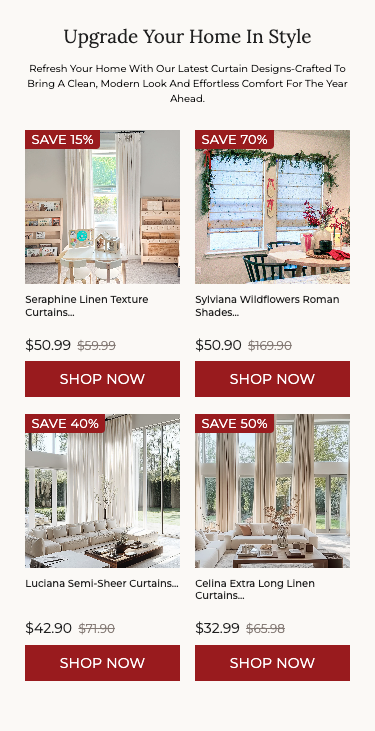 Upgrade Your Home In Style
Refresh Your Home With Our Latest Curtain Designs-Crafted To
Bring A Clean, Modern Look And Effortless Comfort For The Year
Ahead.
SAVE 15%
SAVE 70%
Seraphine Linen Texture
Curtains...
Sylviana Wildflowers Roman
Shades...
$50.99 $59.99
$50.90 $169.90
SHOP NOW
SHOP NOW
SAVE 40%
SAVE 50%
Luciana Semi-Sheer Curtains...
Celina Extra Long Linen
Curtains...
$42.90 $71.90
$32.99 $65.98
SHOP NOW
SHOP NOW